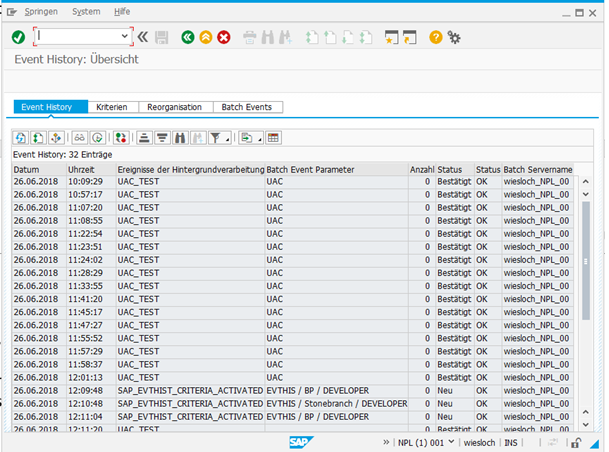 Springen System Hilfe
Event History: Übersicht
Event History Kriterien Reorganisation Batch Events
Event History: 32 Einträge
Datum Uhrzeit Ereignisse der Hintergrundverarbeitung Batch Event Parameter Anzahl Status Status Batch Servername
26.06.2018 10:09:29 UAC_TEST UAC 0 Bestätigt OK wiesloch_NPL_00
26.06.2018 10:57:17 UAC_TEST UAC 0 Bestätigt OK wiesloch_NPL_00
26.06.2018 11:07:20 UAC_TEST UAC 0 Bestätigt OK wiesloch_NPL_00
26.06.2018 11:08:55 UAC_TEST UAC 0 Bestätigt OK wiesloch_NPL_00
26.06.2018 11:22:54 UAC_TEST UAC 0 Bestätigt OK wiesloch_NPL_00
26.06.2018 11:23:51 UAC_TEST UAC 0 Bestätigt OK wiesloch_NPL_00
26.06.2018 11:24:02 UAC_TEST UAC 0 Bestätigt OK wiesloch_NPL_00
26.06.2018 11:28:29 UAC_TEST UAC 0 Bestätigt OK wiesloch_NPL_00
26.06.2018 11:33:55 UAC_TEST UAC 0 Bestätigt OK wiesloch_NPL_00
26.06.2018 11:41:20 UAC_TEST UAC 0 Bestätigt OK wiesloch_NPL_00
26.06.2018 11:45:17 UAC_TEST UAC 0 Bestätigt OK wiesloch_NPL_00
26.06.2018 11:47:27 UAC_TEST UAC 0 Bestätigt OK wiesloch_NPL_00
26.06.2018 11:55:52 UAC_TEST UAC 0 Bestätigt OK wiesloch_NPL_00
26.06.2018 11:57:29 UAC_TEST UAC 0 Bestätigt OK wiesloch_NPL_00
26.06.2018 11:58:37 UAC_TEST UAC 0 Bestätigt OK wiesloch_NPL_00
26.06.2018 12:01:13 UAC_TEST UAC 0 Bestätigt OK wiesloch_NPL_00
26.06.2018 12:09:48 SAP_EVTHIST_CRITERIA_ACTIVATED EVTHIS / BP / DEVELOPER 0 Neu OK wiesloch_NPL_00
26.06.2018 12:10:48 SAP_EVTHIST_CRITERIA_ACTIVATED EVTHIS / Stonebranch / DEVELOPER 0 Neu OK wiesloch_NPL_00
26.06.2018 12:11:04 SAP_EVTHIST_CRITERIA_ACTIVATED EVTHIS / BP / DEVELOPER 0 Neu OK wiesloch_NPL_00
26.06.2018 12:11:20 UAC_TEST UAC 0 Bestätigt OK wiesloch_NPL_00
SAP NPL (1) 001 wiesloch INS